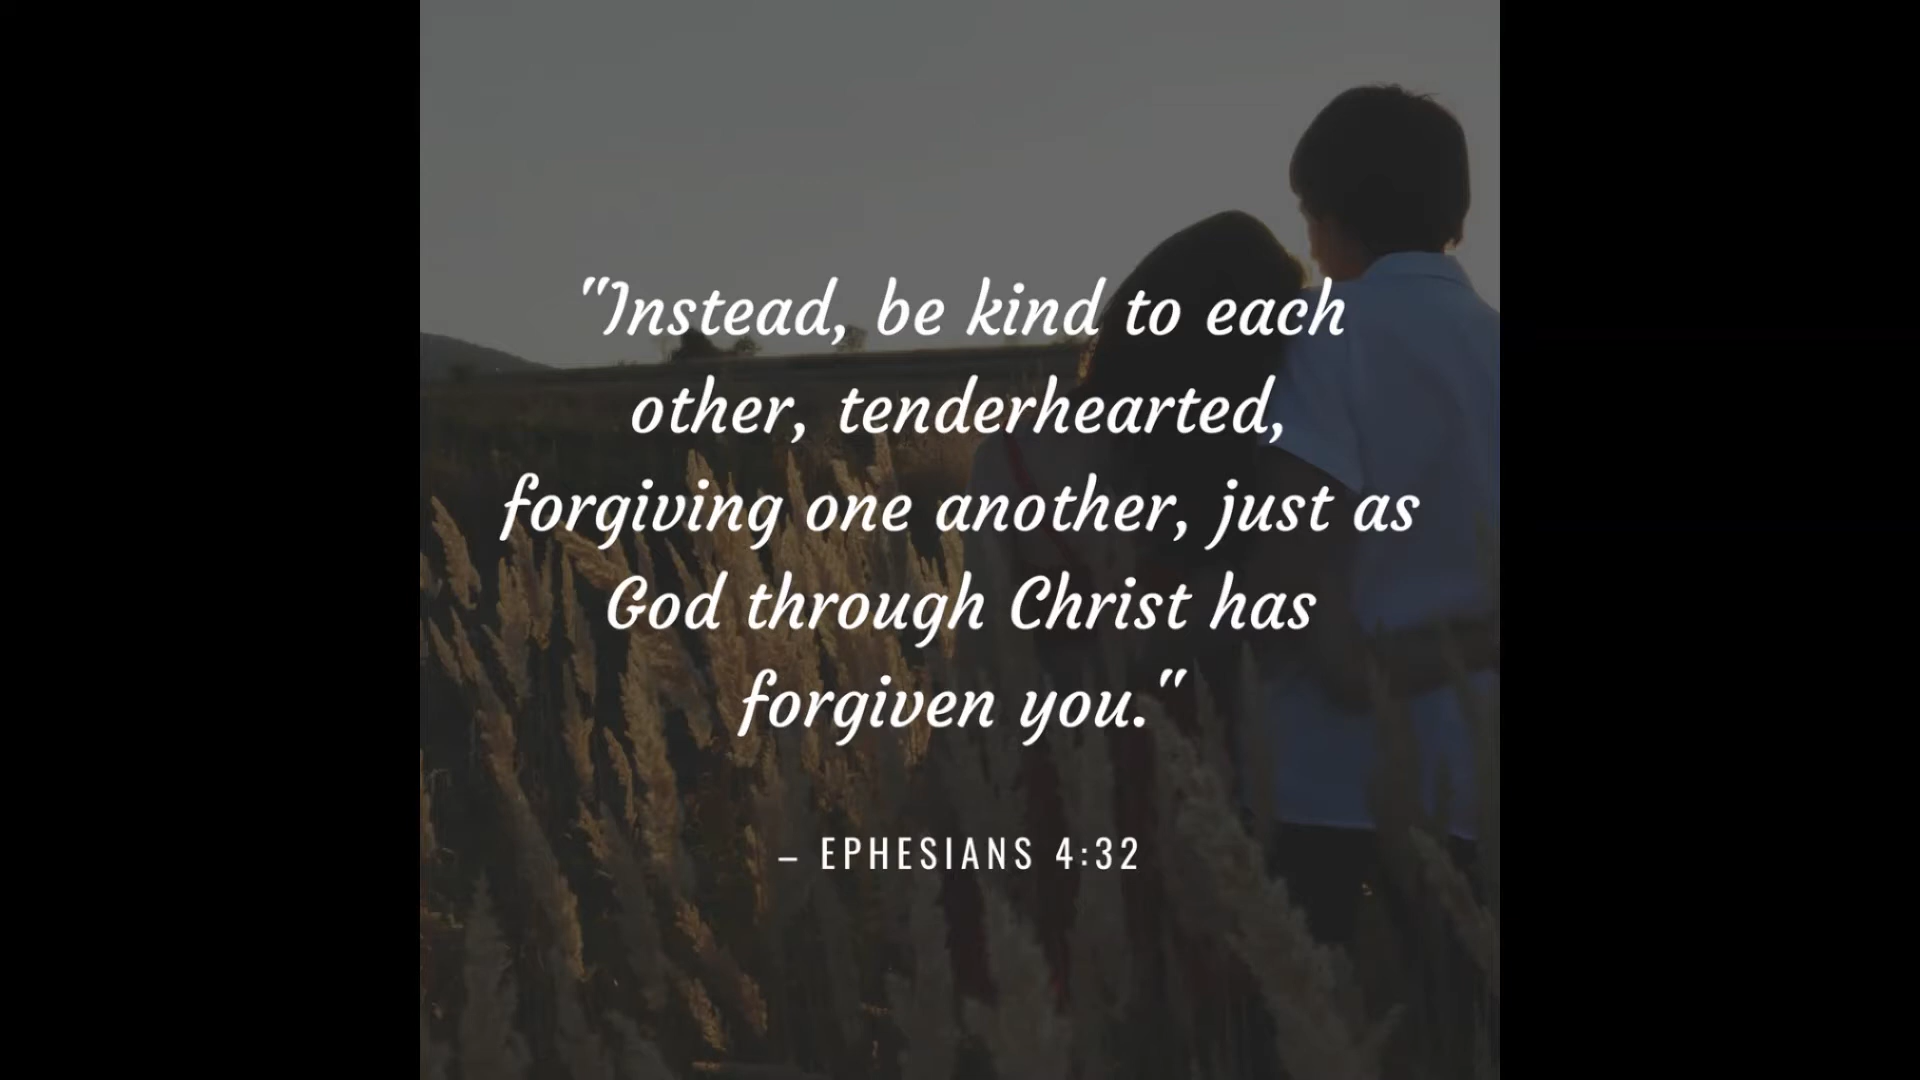 "Instead, be kind to each
other, tenderhearted,
forgiving one another, just as
God through Christ has
forgiven you."
– EPHESIANS 4:32